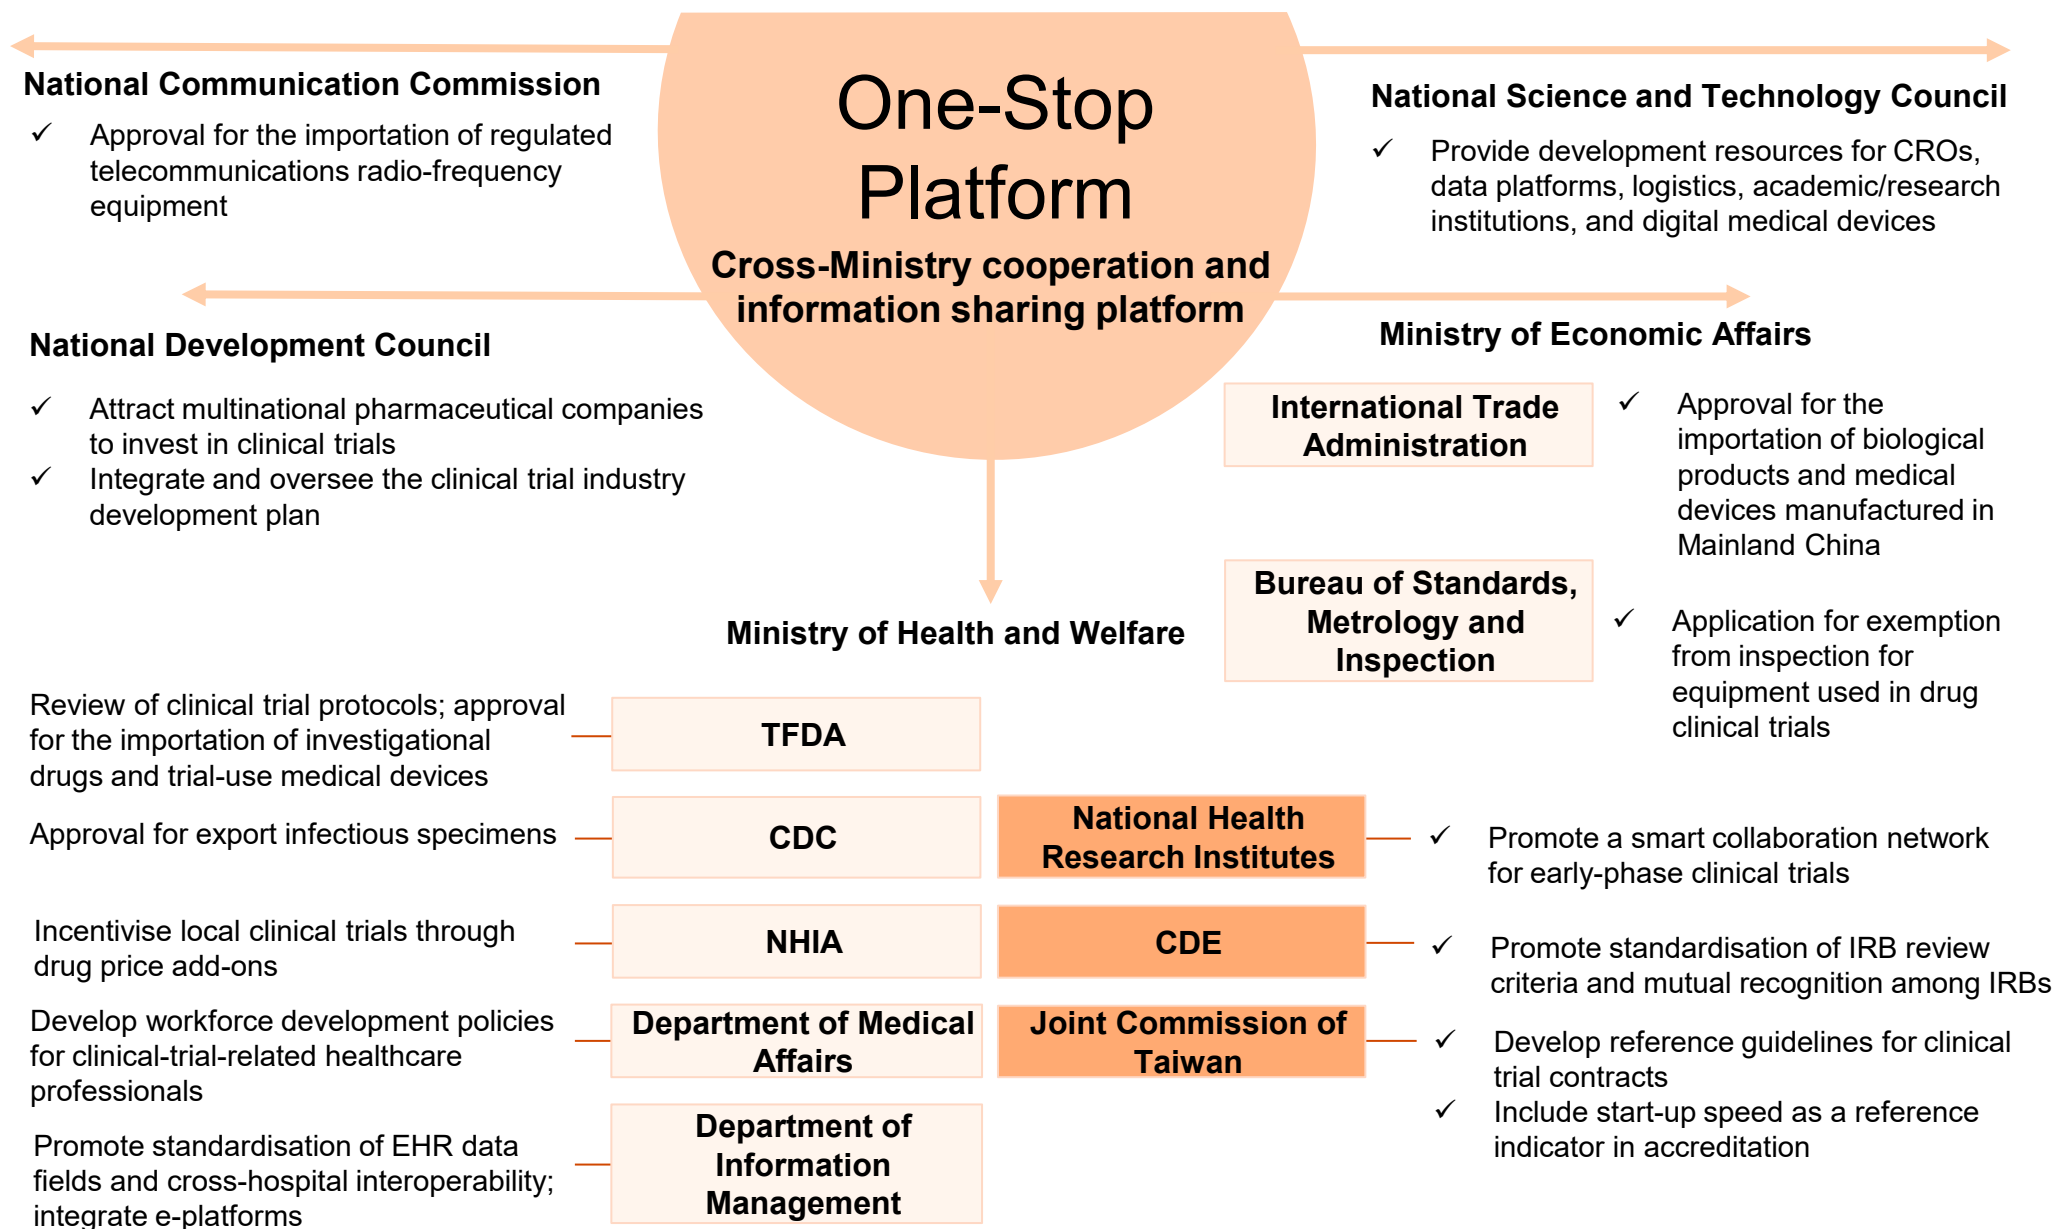 One-Stop
Platform
Cross-Ministry cooperation and
information sharing platform
National Communication Commission
✓ Approval for the importation of regulated
telecommunications radio-frequency
equipment
National Science and Technology Council
✓ Provide development resources for CROs,
data platforms, logistics, academic/research
institutions, and digital medical devices
National Development Council
✓ Attract multinational pharmaceutical companies
to invest in clinical trials
✓ Integrate and oversee the clinical trial industry
development plan
Ministry of Economic Affairs
International Trade
Administration
✓ Approval for the
importation of biological
products and medical
devices manufactured in
Mainland China
Bureau of Standards,
Metrology and
Inspection
✓ Application for exemption
from inspection for
equipment used in drug
clinical trials
Ministry of Health and Welfare
Review of clinical trial protocols; approval
for the importation of investigational
drugs and trial-use medical devices
TFDA
Approval for export infectious specimens
CDC
National Health
Research Institutes
✓ Promote a smart collaboration network
for early-phase clinical trials
Incentivise local clinical trials through
drug price add-ons
NHIA
CDE
✓ Promote standardisation of IRB review
criteria and mutual recognition among IRBs
Develop workforce development policies
for clinical-trial-related healthcare
professionals
Department of Medical
Affairs
Joint Commission of
Taiwan
✓ Develop reference guidelines for clinical
trial contracts
✓ Include start-up speed as a reference
indicator in accreditation
Promote standardisation of EHR data
fields and cross-hospital interoperability;
integrate e-platforms
Department of
Information
Management